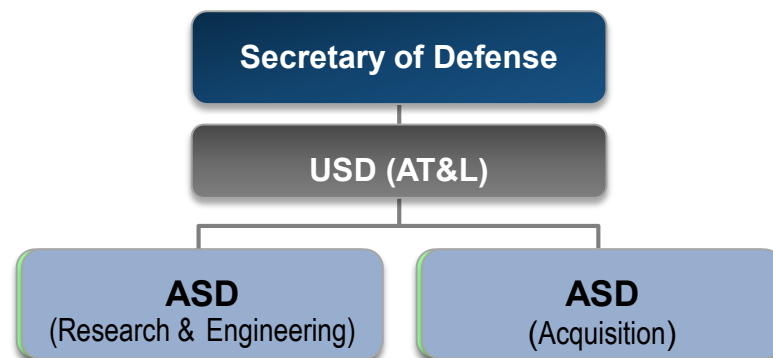 Secretary of Defense
USD (AT&L)
ASD
(Research & Engineering)
ASD
(Acquisition)